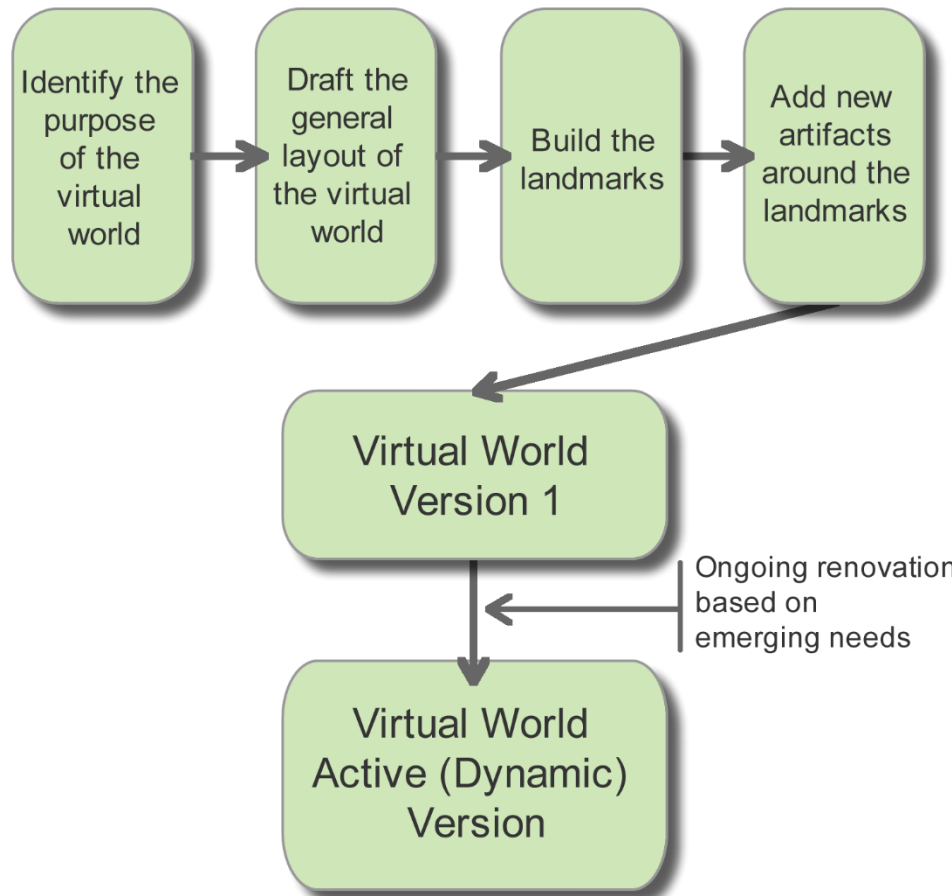 Identify the
purpose
of the
virtual
world
Draft the
general
layout of
the virtual
world
Build the
landmarks
Add new
artifacts
around the
landmarks
Virtual World
Version 1
Ongoing renovation
based on
emerging needs
Virtual World
Active (Dynamic)
Version